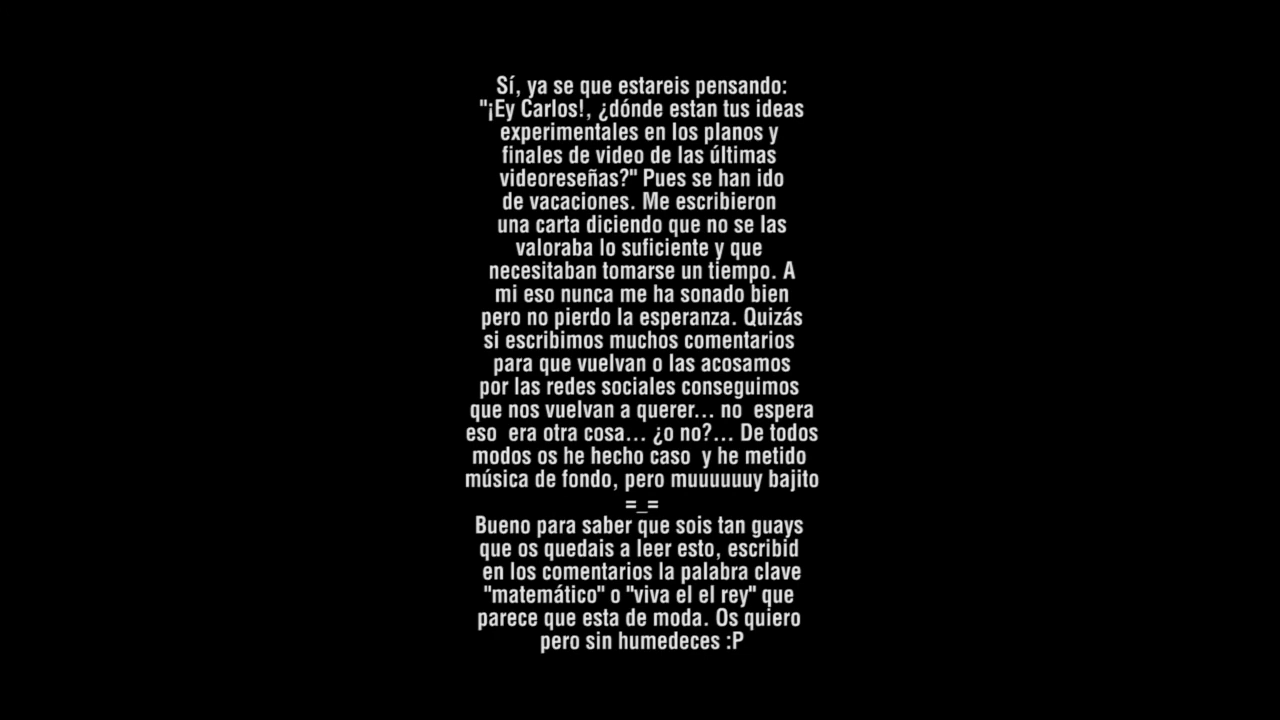 Sí, ya se que estareis pensando:
"¡Ey Carlos!, ¿dónde estan tus ideas
experimentales en los planos y
finales de video de las últimas
videoreseñas?" Pues se han ido
de vacaciones. Me escribieron
una carta diciendo que no se las
valoraba lo suficiente y que
necesitaban tomarse un tiempo. A
mi eso nunca me ha sonado bien
pero no pierdo la esperanza. Quizás
si escribimos muchos comentarios
para que vuelvan o las acosamos
por las redes sociales conseguimos
que nos vuelvan a querer... no  espera
eso  era otra cosa... ¿o no?... De todos
modos os he hecho caso  y he metido
música de fondo, pero muuuuuuy bajito
=_=
Bueno para saber que sois tan guays
que os quedais a leer esto, escribid
en los comentarios la palabra clave
"matemático" o "viva el el rey" que
parece que esta de moda. Os quiero
pero sin humedeces :P